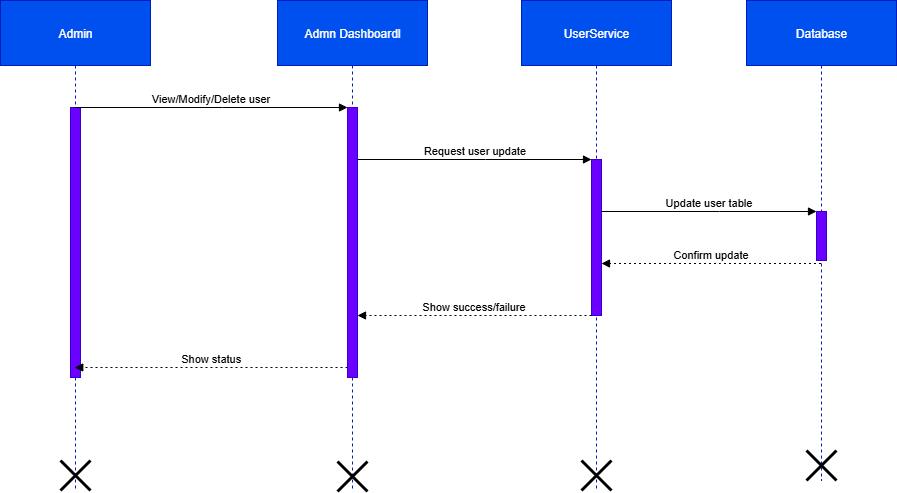 Admin
Admn Dashboardl
UserService
Database
View/Modify/Delete user
Request user update
Update user table
Confirm update
Show success/failure
Show status